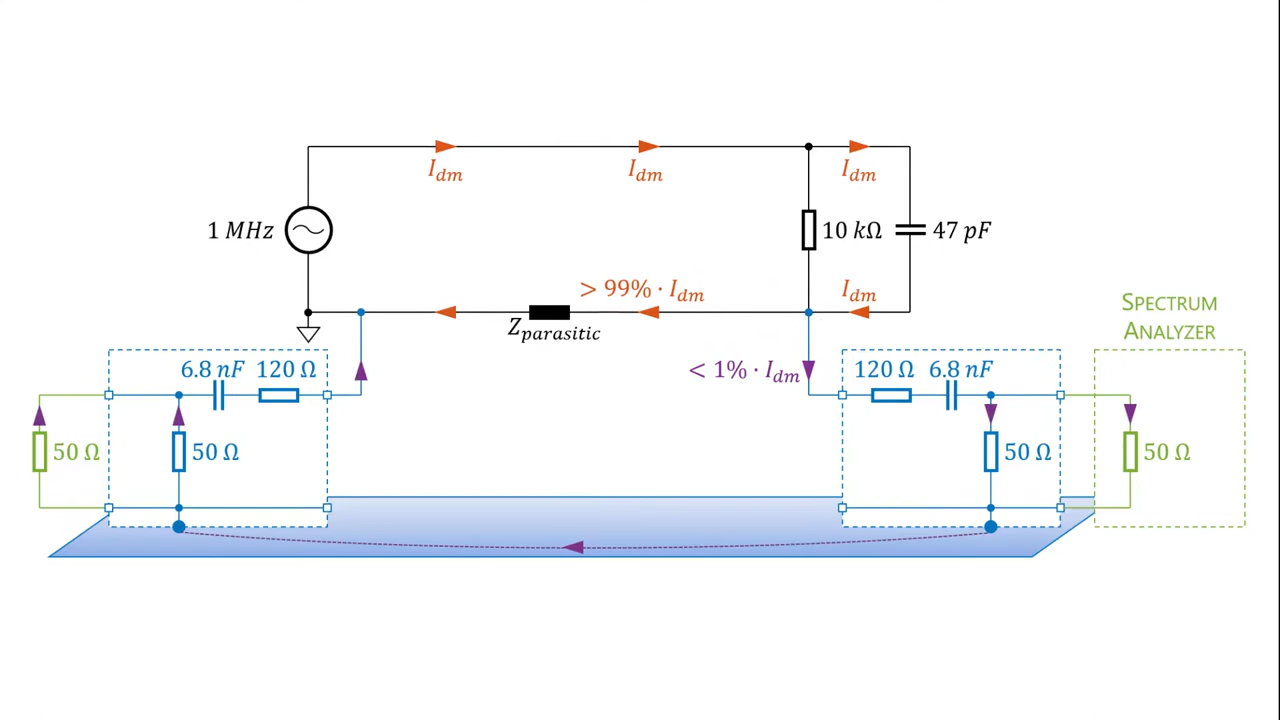 I_dm
I_dm
I_dm
1 MHz
10 kΩ
47 pF
> 99% · I_dm
I_dm
Z_parasitic
SPECTRUM
ANALYZER
6.8 nF
120 Ω
< 1% · I_dm
120 Ω
6.8 nF
50 Ω
50 Ω
50 Ω
50 Ω